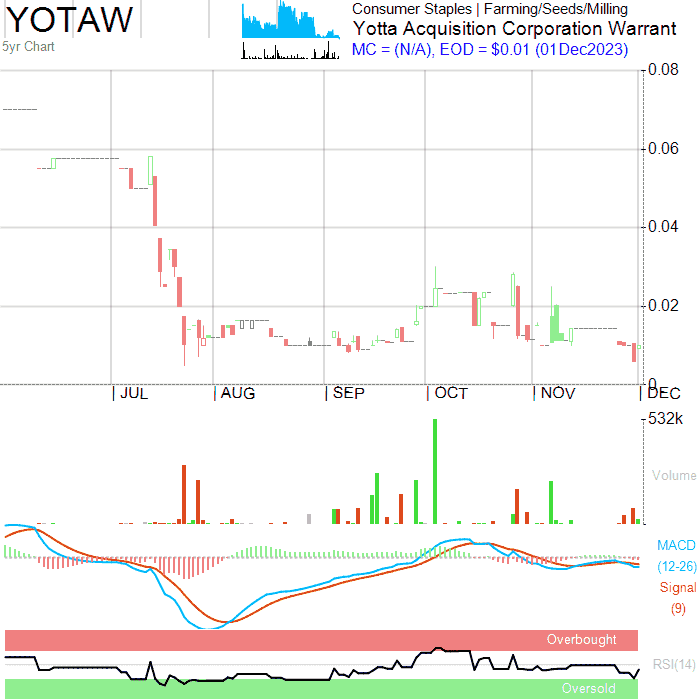 YOTAW
5yr Chart
Consumer Staples | Farming/Seeds/Milling
Yotta Acquisition Corporation Warrant
MC = (N/A), EOD = $0.01 (01Dec2023)
0.08
0.06
0.04
0.02
0
JUL AUG SEP OCT NOV DEC
532k
Volume
MACD
(12-26)
Signal
(9)
Overbought
RSI(14)
Oversold